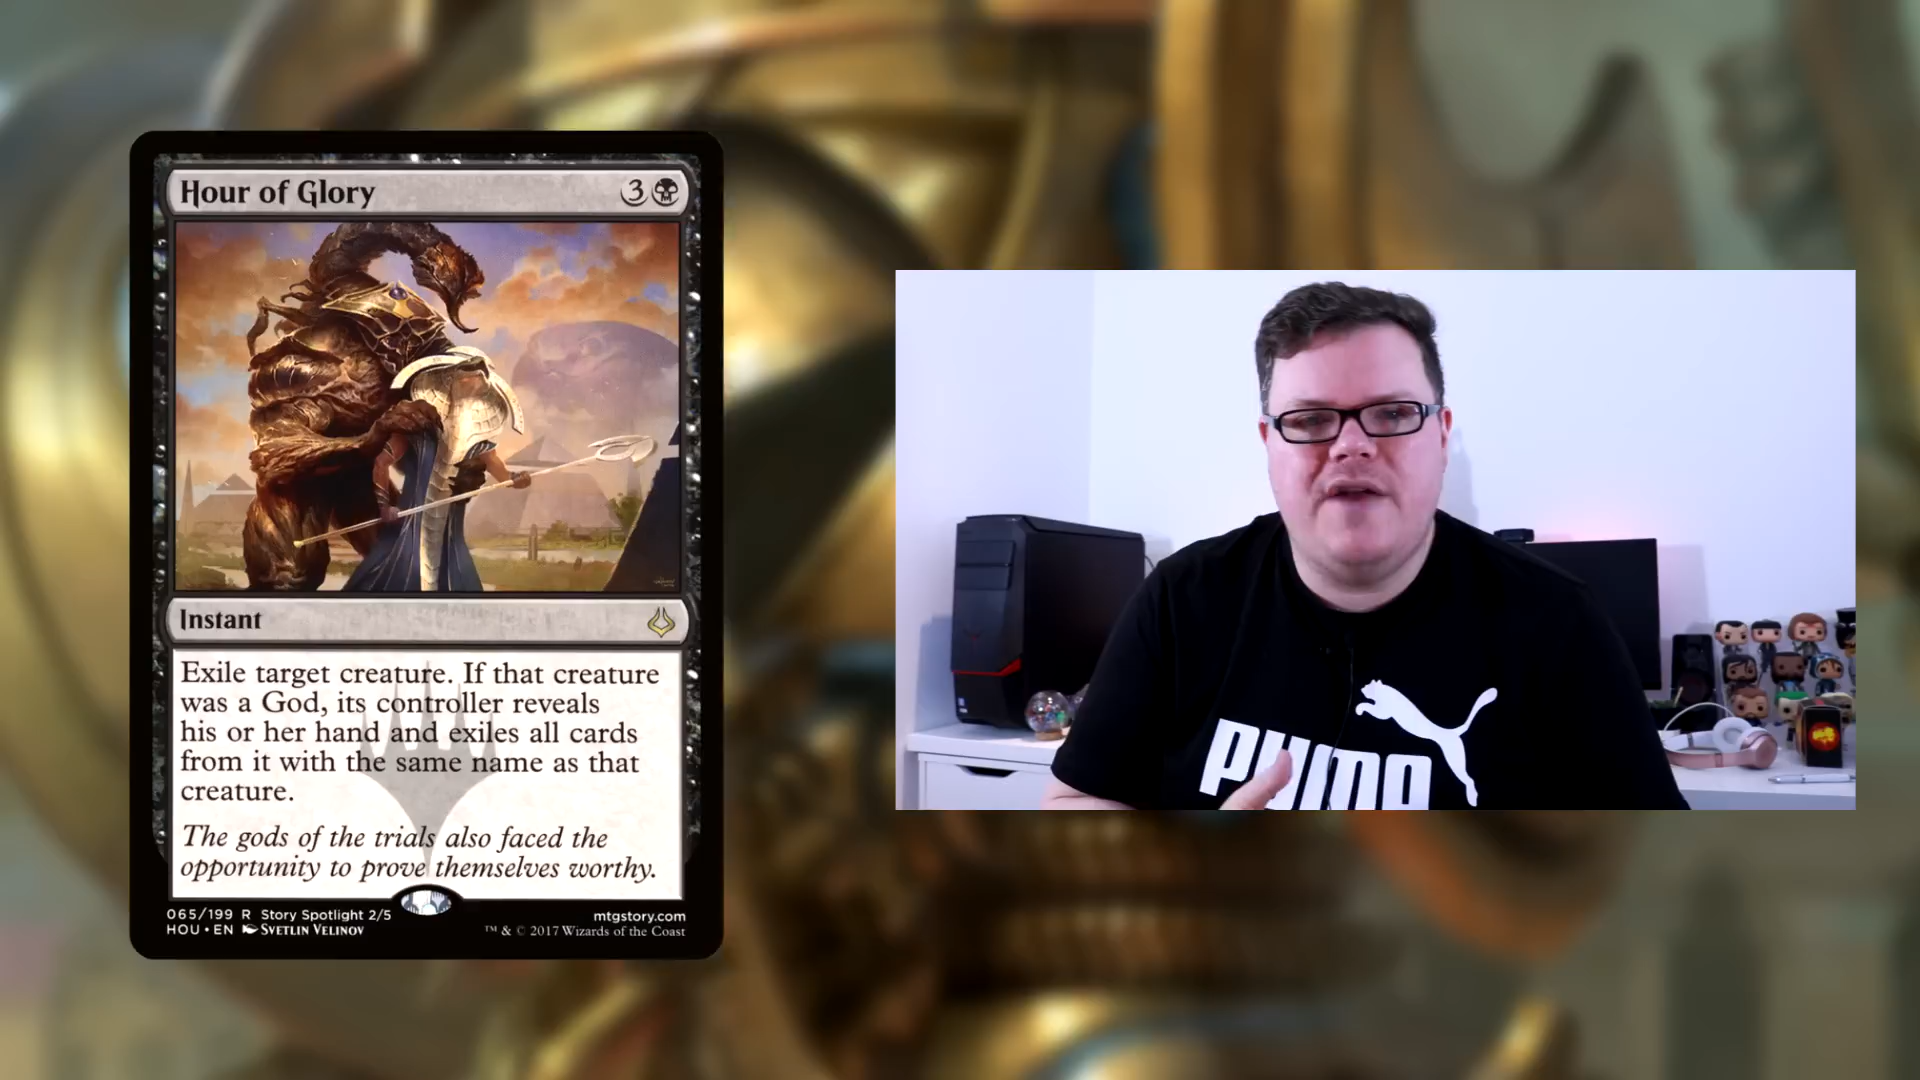 Hour of Glory 3
Instant
Exile target creature. If that creature
was a God, its controller reveals
his or her hand and exiles all cards
from it with the same name as that
creature.
The gods of the trials also faced the
opportunity to prove themselves worthy.
065/199 R Story Spotlight 2/5
HOU • EN Svetlin Velinov
mtgstory.com
™ & © 2017 Wizards of the Coast
PUMA